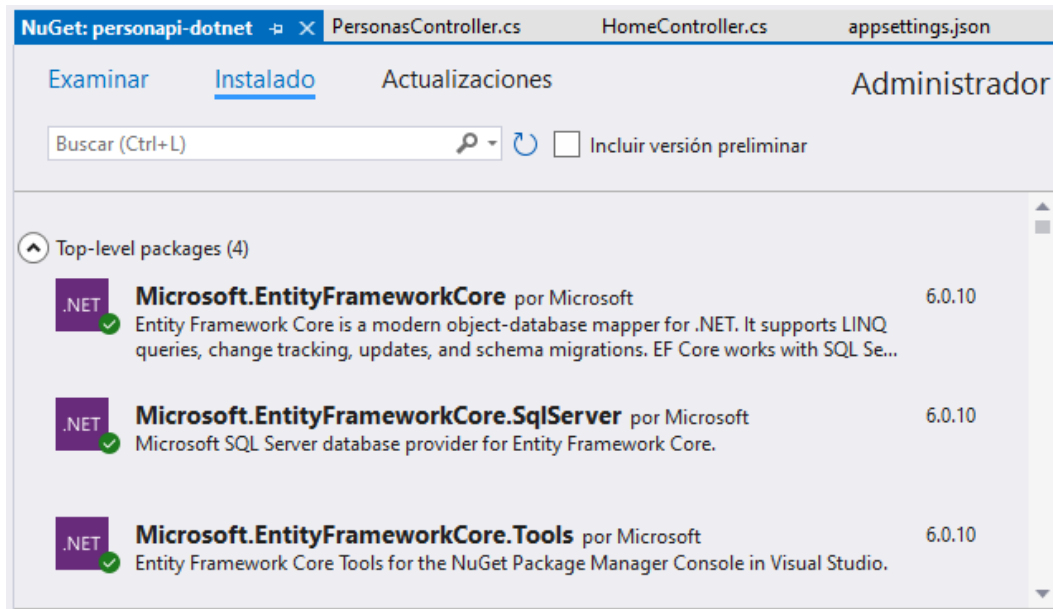 NuGet: personapi-dotnet PersonasController.cs HomeController.cs appsettings.json
Examinar Instalado Actualizaciones Administrador
Buscar (Ctrl+L) Incluir versión preliminar
Top-level packages (4)
.NET Microsoft.EntityFrameworkCore por Microsoft 6.0.10
Entity Framework Core is a modern object-database mapper for .NET. It supports LINQ
queries, change tracking, updates, and schema migrations. EF Core works with SQL Se...
.NET Microsoft.EntityFrameworkCore.SqlServer por Microsoft 6.0.10
Microsoft SQL Server database provider for Entity Framework Core.
.NET Microsoft.EntityFrameworkCore.Tools por Microsoft 6.0.10
Entity Framework Core Tools for the NuGet Package Manager Console in Visual Studio.